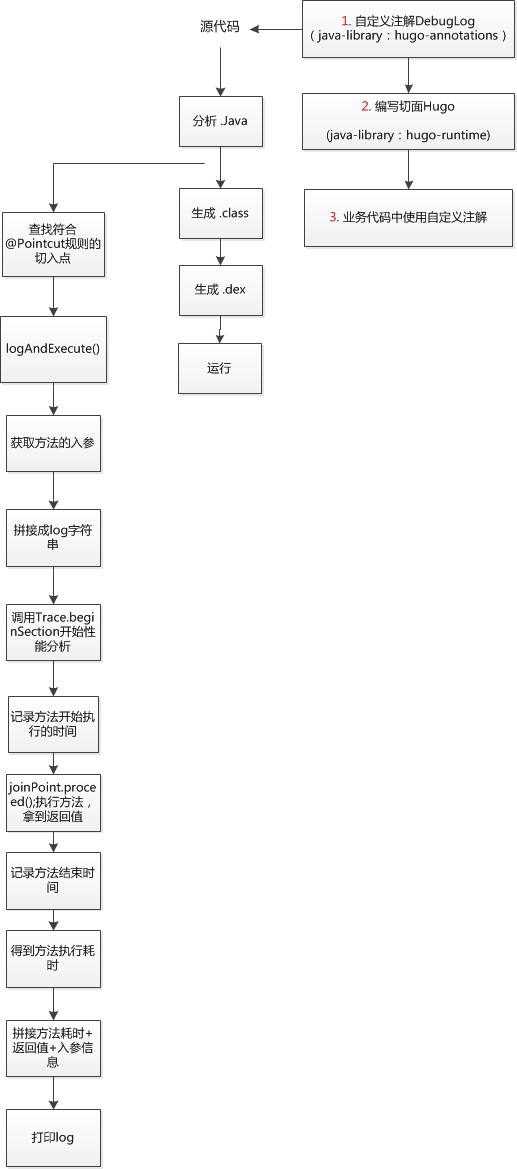 源代码
1. 自定义注解DebugLog
（java-library：hugo-annotations）
2. 编写切面Hugo
(java-library：hugo-runtime)
3. 业务代码中使用自定义注解
分析 .Java
生成 .class
生成 .dex
运行
查找符合
@Pointcut规则的
切入点
logAndExecute()
获取方法的入参
拼接成log字符
串
调用Trace.begi
nSection开始性
能分析
记录方法开始执
行的时间
joinPoint.proce
ed();执行方法，
拿到返回值
记录方法结束时
间
得到方法执行耗
时
拼接方法耗时+
返回值+入参信
息
打印log